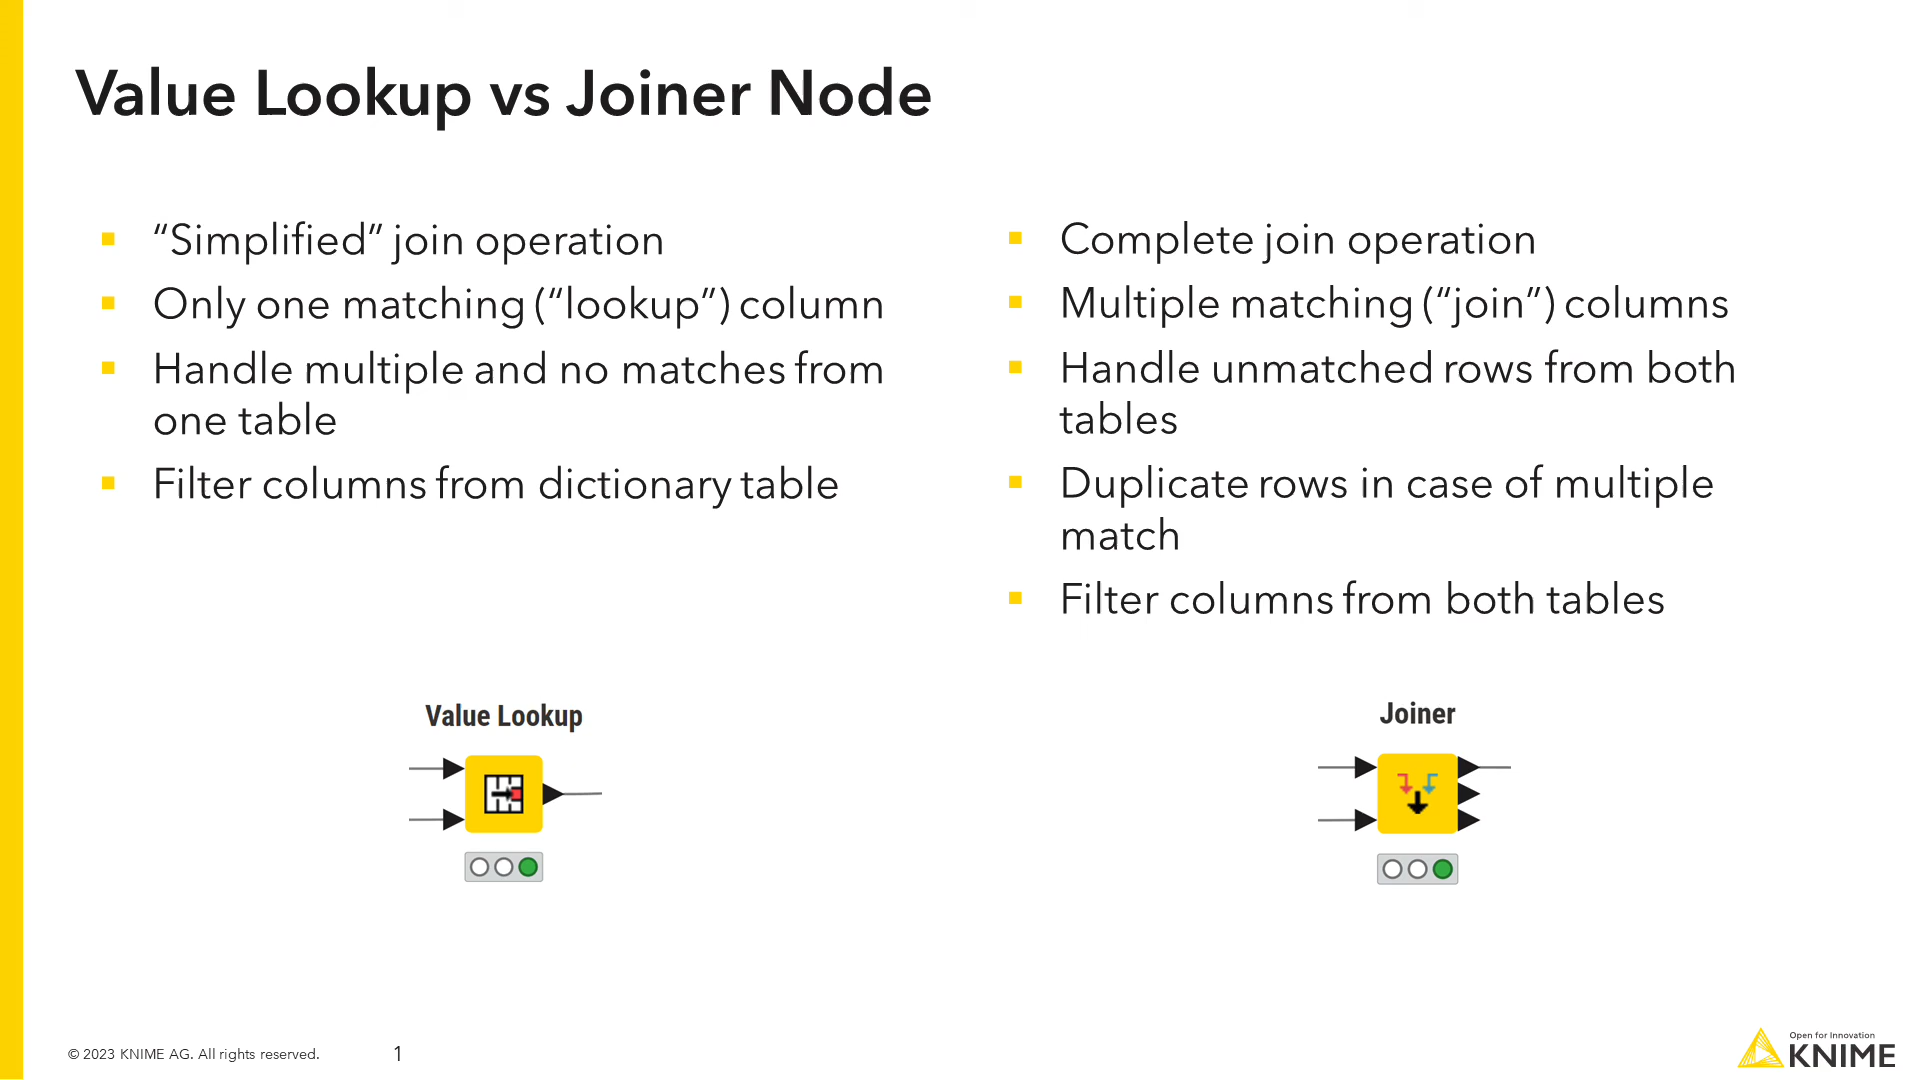 Value Lookup vs Joiner Node
“Simplified” join operation
Only one matching (“lookup”) column
Handle multiple and no matches from
one table
Filter columns from dictionary table
Complete join operation
Multiple matching (“join”) columns
Handle unmatched rows from both
tables
Duplicate rows in case of multiple
match
Filter columns from both tables
Value Lookup
Joiner
© 2023 KNIME AG. All rights reserved.
1
Open for Innovation
KNIME